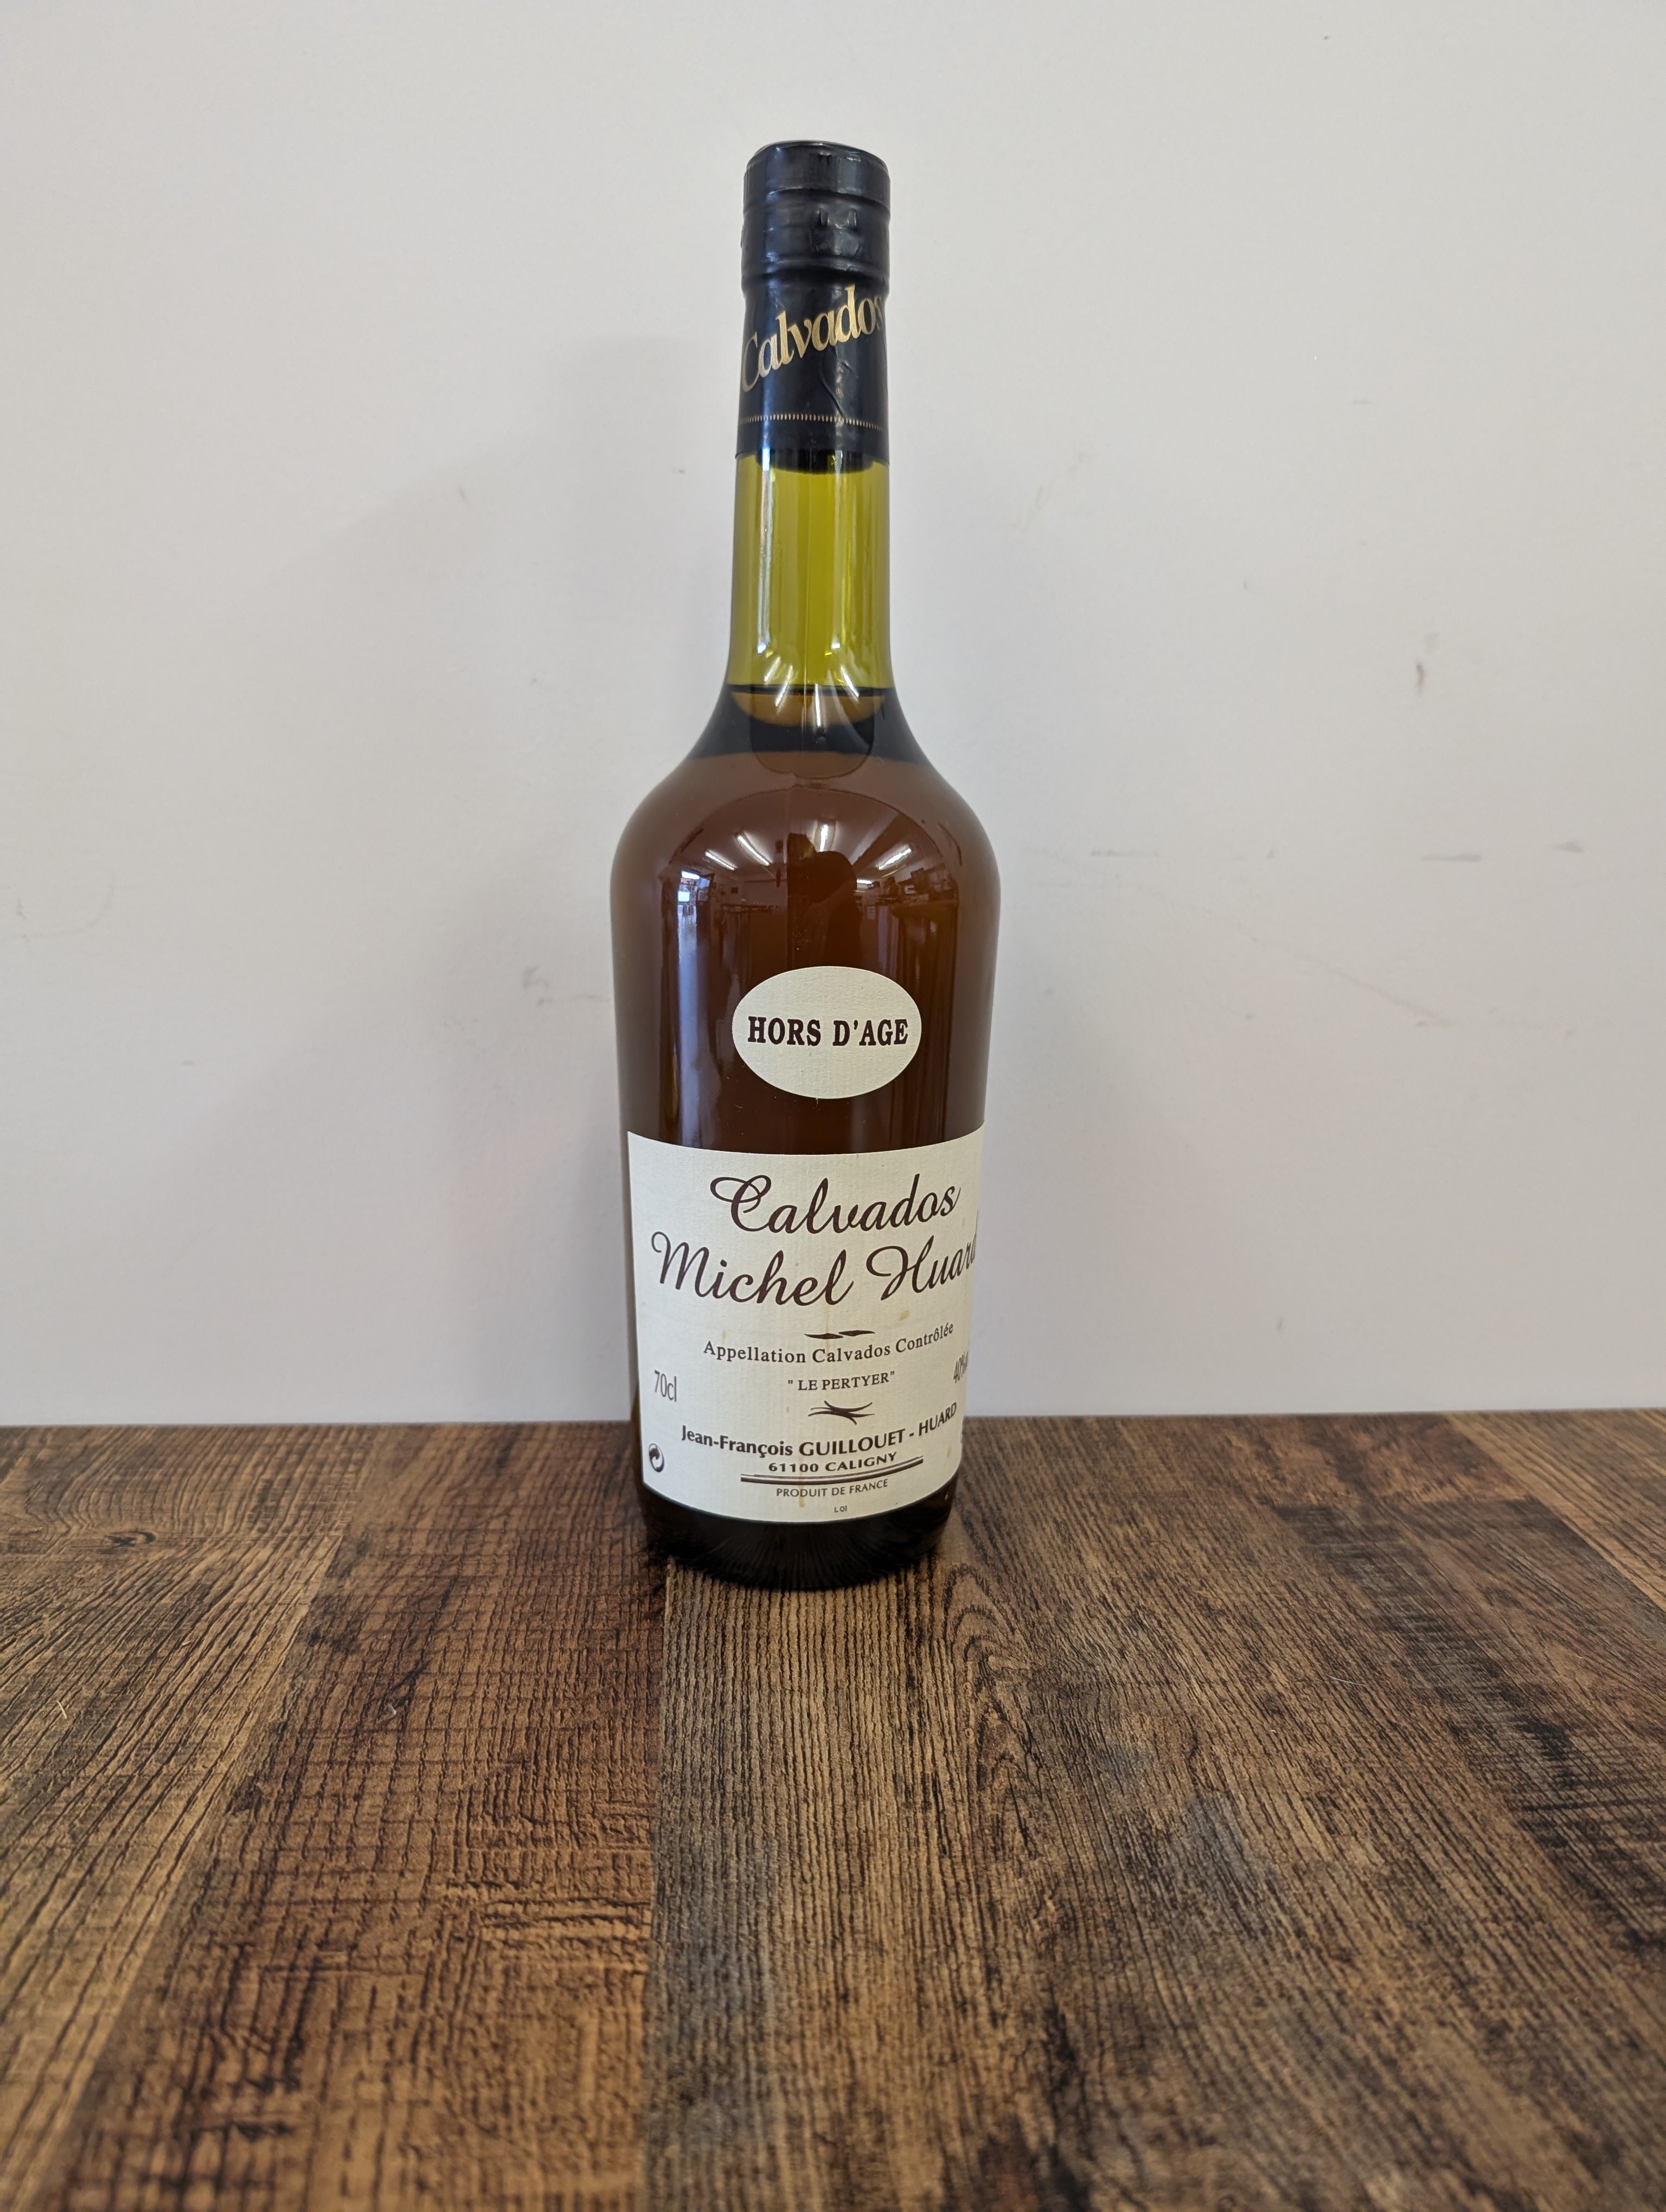 Calvados
HORS D'AGE
Calvados
Michel Huard
Appellation Calvados Contrôlée
70cl
" LE PERTYER"
Jean-François GUILLOUET - HUARD
61100 CALIGNY
PRODUIT DE FRANCE
L 01